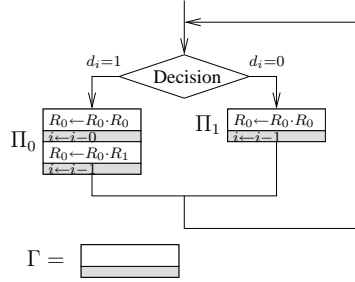 d_i=1
d_i=0
Decision
Π_0
R_0←R_0·R_0
i←i−0
R_0←R_0·R_1
i←i−1
Π_1
R_0←R_0·R_0
i←i−1
Γ =